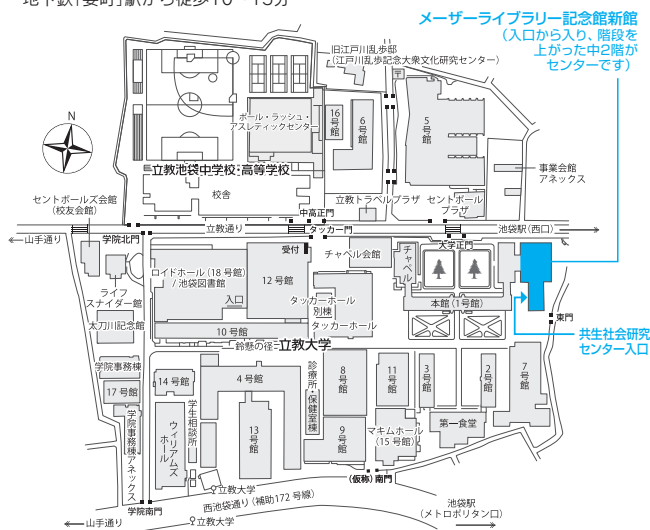 メーザーライブラリー記念館新館
(入口から入り、階段を
上がった中2階が
センターです)
旧江戸川乱歩邸
(江戸川乱歩記念大衆文化研究センター)
N
ポール・ラッシュ・
アスレティックセンター
16号館
6号館
5号館
立教池袋中学校・高等学校
校舎
事業会館
アネックス
セントポールズ会館
(校友会館)
立教トラベルプラザ
セントポール
プラザ
中高正門
学院北門
立教通り
タッカー門
池袋駅(西口)
山手通り
大学正門
受付
チャペル会館
チャペル
ロイドホール(18号館)
/池袋図書館
12号館
ライフ
スナイダー館
入口
タッカーホール
別棟
本館(1号館)
太刀川記念館
タッカーホール
東門
10号館
鈴懸の径
立教大学
共生社会研究
センター入口
学院事務棟
14号館
4号館
診療所・保健室棟
8号館
11号館
3号館
2号館
7号館
17号館
学生相談所
学院事務棟アネックス
ウィリアムズホール
13号館
9号館
マキムホール
(15号館)
第一食堂
(仮称)南門
立教大学
西池袋通り(補助172号線)
学院南門
池袋駅
(メトロポリタン口)
山手通り
立教大学